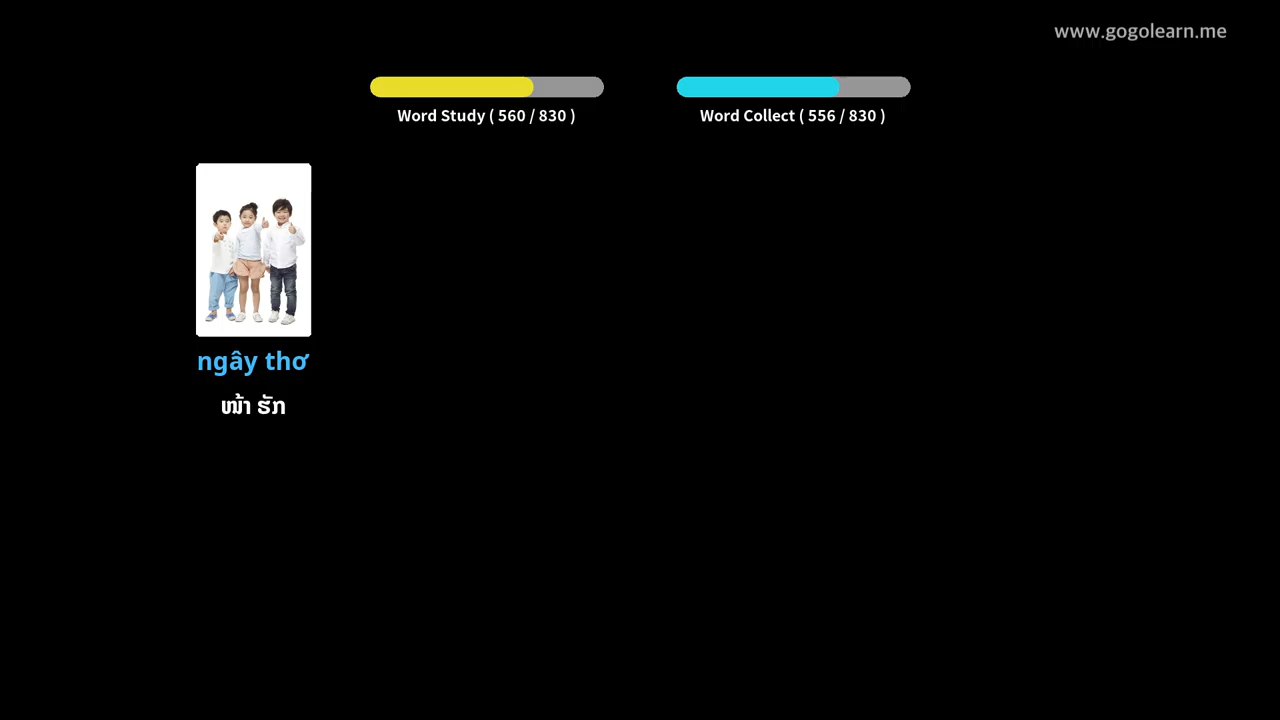 www.gogolearn.me
Word Study ( 560 / 830 )
Word Collect ( 556 / 830 )
ngây thơ
ໜ້າ ຮັກ